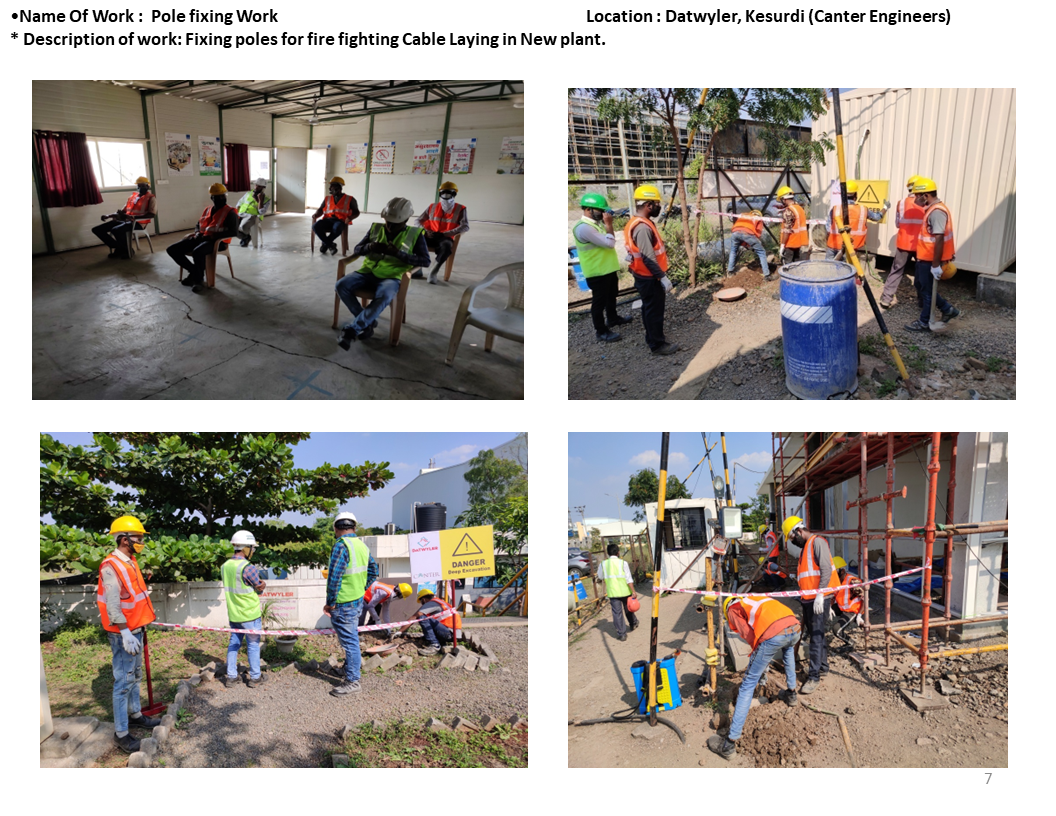 •Name Of Work : Pole fixing Work
Location : Datwyler, Kesurdi (Canter Engineers)
* Description of work: Fixing poles for fire fighting Cable Laying in New plant.
DATWYLER
DANGER
Deep Excavation
7